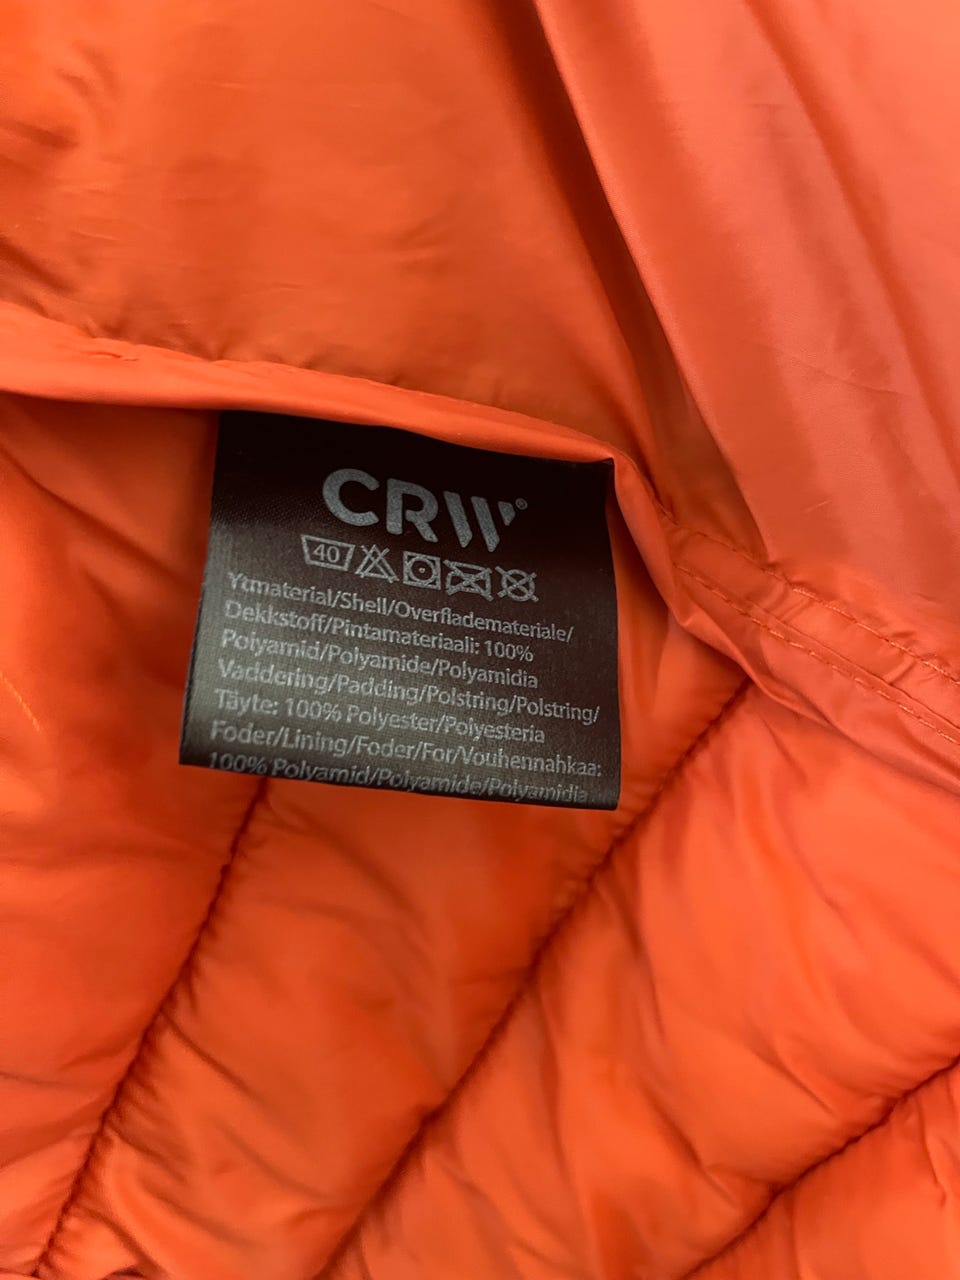 CRW®
40
Ytmaterial/Shell/Overflademateriale/
Dekkstoff/Pintamateriaali: 100%
Polyamid/Polyamide/Polyamidia
Vaddering/Padding/Polstring/Polstring/
Täyte: 100% Polyester/Polyesteria
Foder/Lining/Foder/For/Vouhennahkaa:
100% Polyamid/Polyamide/Polyamidia